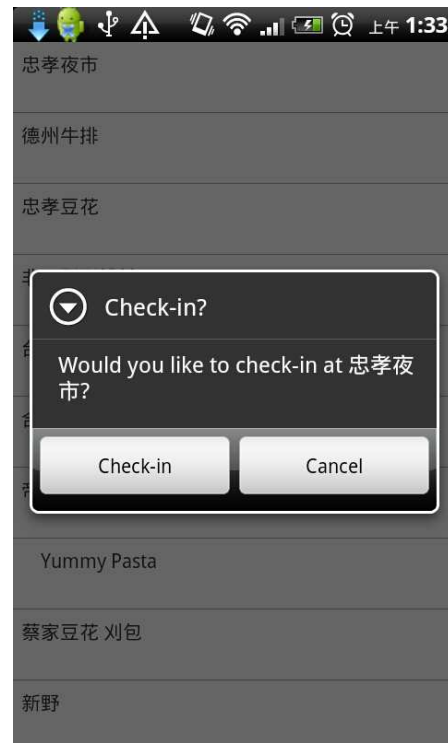 上午 1:33
忠孝夜市
德州牛排
忠孝豆花
Check-in?
Would you like to check-in at 忠孝夜
市?
Check-in
Cancel
Yummy Pasta
蔡家豆花 刈包
新野